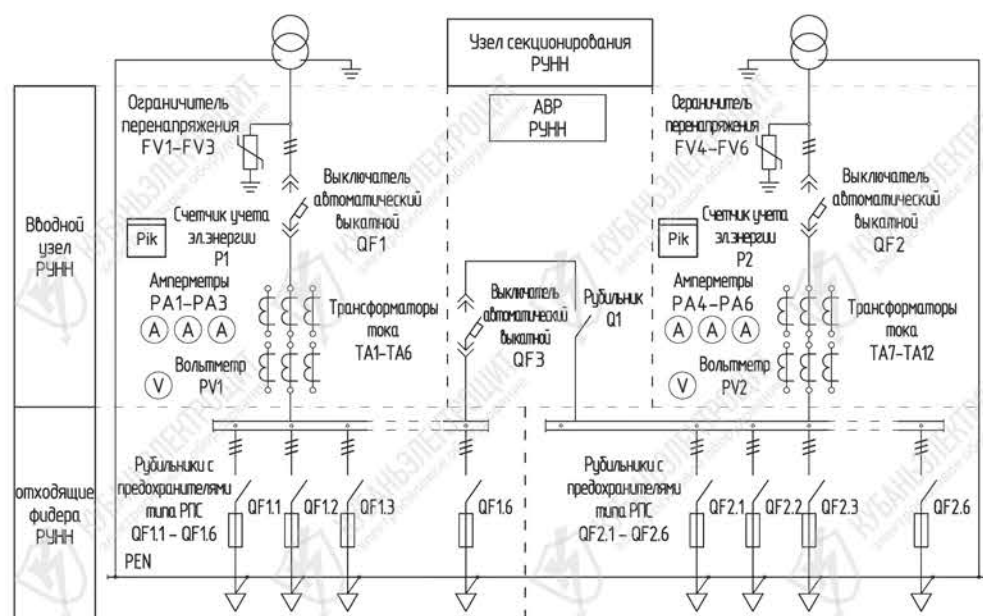 Узел секционирования
РУНН
АВР
РУНН
Вводной
узел
РУНН
Ограничитель
перенапряжения
FV1-FV3
Выключатель
автоматический
выкатной
QF1
Счетчик учета
эл.энергии
P1
Pik
Амперметры
PA1-PA3
A A A
Трансформаторы
тока
TA1-TA6
Вольтметр
PV1
V
Выключатель
автоматический
выкатной
QF3
Рубильник
Q1
Ограничитель
перенапряжения
FV4-FV6
Выключатель
автоматический
выкатной
QF2
Счетчик учета
эл.энергии
P2
Pik
Амперметры
PA4-PA6
A A A
Трансформаторы
тока
TA7-TA12
Вольтметр
PV2
V
отходящие
фидера
РУНН
Рубильники с
предохранителями
типа РПС
QF1.1 - QF1.6
QF1.1 QF1.2 QF1.3 QF1.6
PEN
Рубильники с
предохранителями
типа РПС
QF2.1 - QF2.6
QF2.1 QF2.2 QF2.3 QF2.6
КУБАНЬЭЛЕКТРОЩИТ